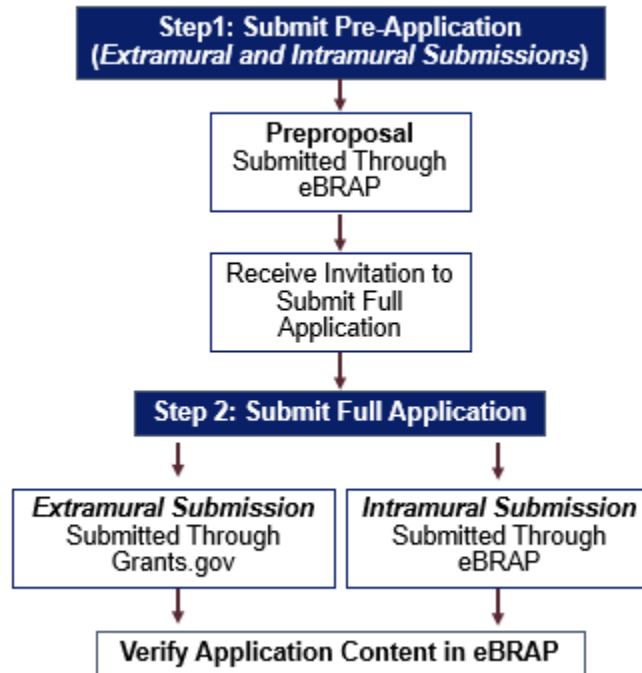 Step1: Submit Pre-Application
(Extramural and Intramural Submissions)
Preproposal
Submitted Through
eBRAP
Receive Invitation to
Submit Full
Application
Step 2: Submit Full Application
Extramural Submission
Submitted Through
Grants.gov
Intramural Submission
Submitted Through
eBRAP
Verify Application Content in eBRAP